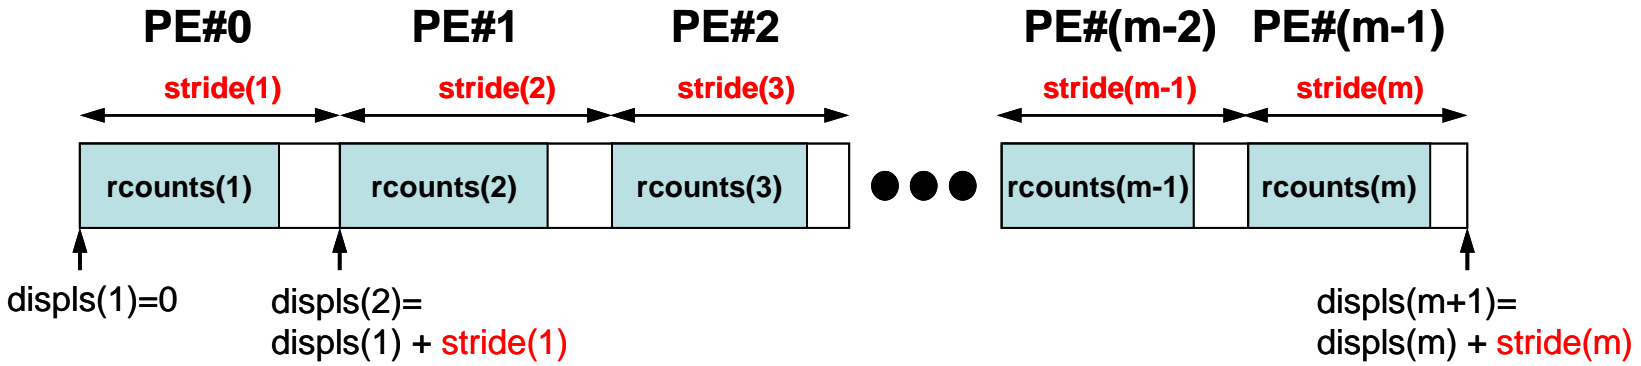 PE#0 PE#1 PE#2 PE#(m-2) PE#(m-1)
stride(1) stride(2) stride(3) stride(m-1) stride(m)
rcounts(1) rcounts(2) rcounts(3) rcounts(m-1) rcounts(m)
displs(1)=0 displs(2)= displs(m+1)=
displs(1) + stride(1) displs(m) + stride(m)